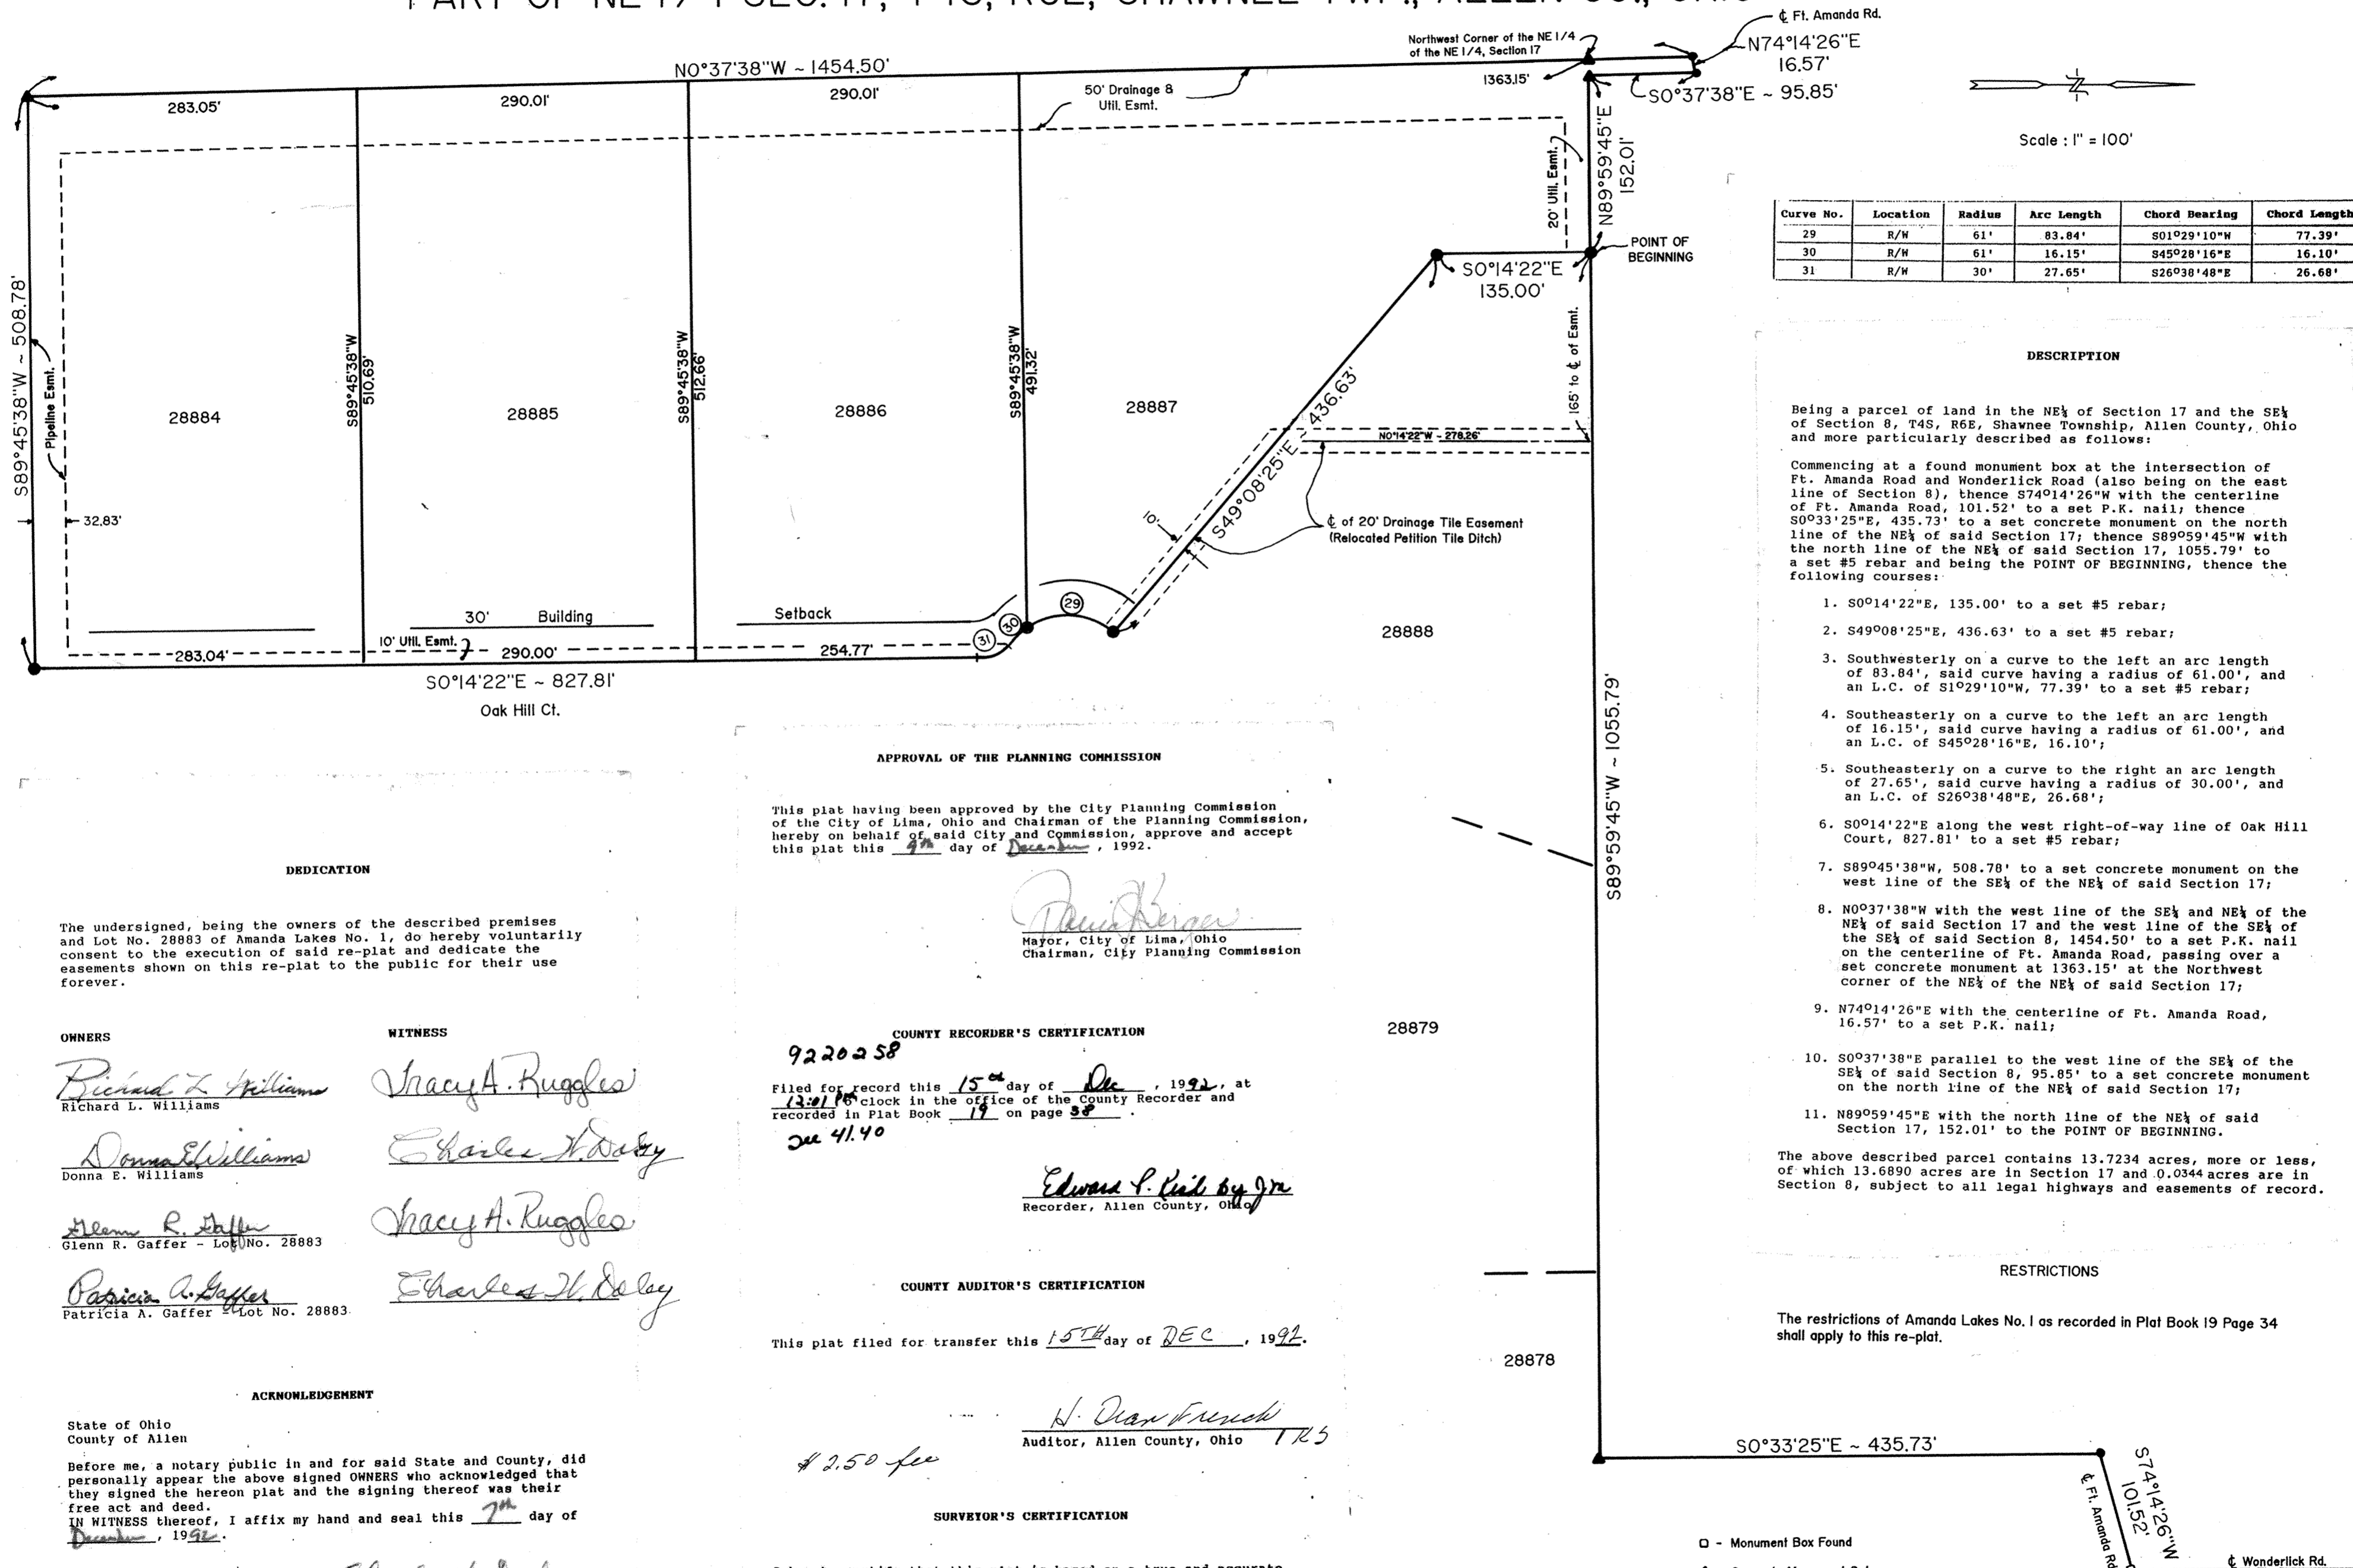 Northwest Corner of the NE 1/4
of the NE 1/4, Section 17
℄ Ft. Amanda Rd.
N74°14'26"E
16.57'
N0°37'38"W ~ 1454.50'
1363.15'
S0°37'38"E ~ 95.85'
283.05'
290.01'
290.01'
50' Drainage &
Util. Esmt.
Scale : 1" = 100'
20' Util. Esmt.
N89°59'45"E
152.01'
POINT OF
BEGINNING
S0°14'22"E
135.00'
S89°45'38"W ~ 508.78'
Pipeline Esmt.
32.83'
28884
S89°45'38"W
510.69'
28885
S89°45'38"W
512.66'
28886
S89°45'38"W
491.32'
28887
S49°08'25"E ~ 436.63'
165' to ℄ of Esmt.
N0°14'22"W ~ 278.26'
10'
℄ of 20' Drainage Tile Easement
(Relocated Petition Tile Ditch)
30' Building Setback
29
30
31
28888
10' Util. Esmt.
283.04'
290.00'
254.77'
S0°14'22"E ~ 827.81'
Oak Hill Ct.
S89°59'45"W ~ 1055.79'
28879
28878
S0°33'25"E ~ 435.73'
S74°14'26"W
101.52'
℄ Ft. Amanda Rd.
℄ Wonderlick Rd.
□ - Monument Box Found
Curve No. Location Radius Arc Length Chord Bearing Chord Length
29 R/W 61' 83.84' S01º29'10"W 77.39'
30 R/W 61' 16.15' S45º28'16"E 16.10'
31 R/W 30' 27.65' S26º38'48"E 26.68'
DESCRIPTION
Being a parcel of land in the NE¼ of Section 17 and the SE¼
of Section 8, T4S, R6E, Shawnee Township, Allen County, Ohio
and more particularly described as follows:
Commencing at a found monument box at the intersection of
Ft. Amanda Road and Wonderlick Road (also being on the east
line of Section 8), thence S74º14'26"W with the centerline
of Ft. Amanda Road, 101.52' to a set P.K. nail; thence
S0º33'25"E, 435.73' to a set concrete monument on the north
line of the NE¼ of said Section 17; thence S89º59'45"W with
the north line of the NE¼ of said Section 17, 1055.79' to
a set #5 rebar and being the POINT OF BEGINNING, thence the
following courses:
1. S0º14'22"E, 135.00' to a set #5 rebar;
2. S49º08'25"E, 436.63' to a set #5 rebar;
3. Southwesterly on a curve to the left an arc length
of 83.84', said curve having a radius of 61.00', and
an L.C. of S1º29'10"W, 77.39' to a set #5 rebar;
4. Southeasterly on a curve to the left an arc length
of 16.15', said curve having a radius of 61.00', and
an L.C. of S45º28'16"E, 16.10';
5. Southeasterly on a curve to the right an arc length
of 27.65', said curve having a radius of 30.00', and
an L.C. of S26º38'48"E, 26.68';
6. S0º14'22"E along the west right-of-way line of Oak Hill
Court, 827.81' to a set #5 rebar;
7. S89º45'38"W, 508.78' to a set concrete monument on the
west line of the SE¼ of the NE¼ of said Section 17;
8. N0º37'38"W with the west line of the SE¼ and NE¼ of the
NE¼ of said Section 17 and the west line of the SE¼ of
the SE¼ of said Section 8, 1454.50' to a set P.K. nail
on the centerline of Ft. Amanda Road, passing over a
set concrete monument at 1363.15' at the Northwest
corner of the NE¼ of the NE¼ of said Section 17;
9. N74º14'26"E with the centerline of Ft. Amanda Road,
16.57' to a set P.K. nail;
10. S0º37'38"E parallel to the west line of the SE¼ of the
SE¼ of said Section 8, 95.85' to a set concrete monument
on the north line of the NE¼ of said Section 17;
11. N89º59'45"E with the north line of the NE¼ of said
Section 17, 152.01' to the POINT OF BEGINNING.
The above described parcel contains 13.7234 acres, more or less,
of which 13.6890 acres are in Section 17 and 0.0344 acres are in
Section 8, subject to all legal highways and easements of record.
RESTRICTIONS
The restrictions of Amanda Lakes No. 1 as recorded in Plat Book 19 Page 34
shall apply to this re-plat.
DEDICATION
The undersigned, being the owners of the described premises
and Lot No. 28883 of Amanda Lakes No. 1, do hereby voluntarily
consent to the execution of said re-plat and dedicate the
easements shown on this re-plat to the public for their use
forever.
OWNERS WITNESS
Richard L. Williams Tracy A. Ruggles
Richard L. Williams
Donna E. Williams
Donna E. Williams
Glenn R. Gaffer Tracy A. Ruggles
Glenn R. Gaffer - Lot No. 28883
Patricia A. Gaffer
Patricia A. Gaffer - Lot No. 28883
ACKNOWLEDGEMENT
State of Ohio
County of Allen
Before me, a notary public in and for said State and County, did
personally appear the above signed OWNERS who acknowledged that
they signed the hereon plat and the signing thereof was their
free act and deed.
IN WITNESS thereof, I affix my hand and seal this 7th day of
December, 1992.
APPROVAL OF THE PLANNING COMMISSION
This plat having been approved by the City Planning Commission
of the City of Lima, Ohio and Chairman of the Planning Commission,
hereby on behalf of said City and Commission, approve and accept
this plat this 9th day of December, 1992.
David Berger
Mayor, City of Lima, Ohio
Chairman, City Planning Commission
COUNTY RECORDER'S CERTIFICATION
9220258
Filed for record this 15th day of Dec, 1992, at
12:01 PM o'clock in the office of the County Recorder and
recorded in Plat Book 19 on page 38.
41.40
Recorder, Allen County, Ohio
COUNTY AUDITOR'S CERTIFICATION
This plat filed for transfer this 15TH day of DEC, 1992.
H. Dean French
Auditor, Allen County, Ohio
$2.50 fee
SURVEYOR'S CERTIFICATION